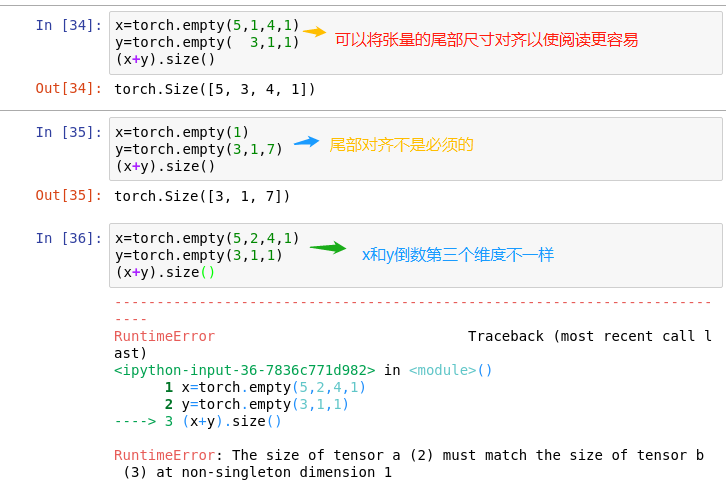 In [34]: x=torch.empty(5,1,4,1) 可以将张量的尾部尺寸对齐以使阅读更容易
y=torch.empty(  3,1,1)
(x+y).size()
Out[34]: torch.Size([5, 3, 4, 1])
In [35]: x=torch.empty(1)
y=torch.empty(3,1,7) 尾部对齐不是必须的
(x+y).size()
Out[35]: torch.Size([3, 1, 7])
In [36]: x=torch.empty(5,2,4,1)
y=torch.empty(3,1,1) x和y倒数第三个维度不一样
(x+y).size()
---------------------------------------------------------------------------
RuntimeError                              Traceback (most recent call l
ast)
<ipython-input-36-7836c771d982> in <module>()
      1 x=torch.empty(5,2,4,1)
      2 y=torch.empty(3,1,1)
----> 3 (x+y).size()
RuntimeError: The size of tensor a (2) must match the size of tensor b
 (3) at non-singleton dimension 1